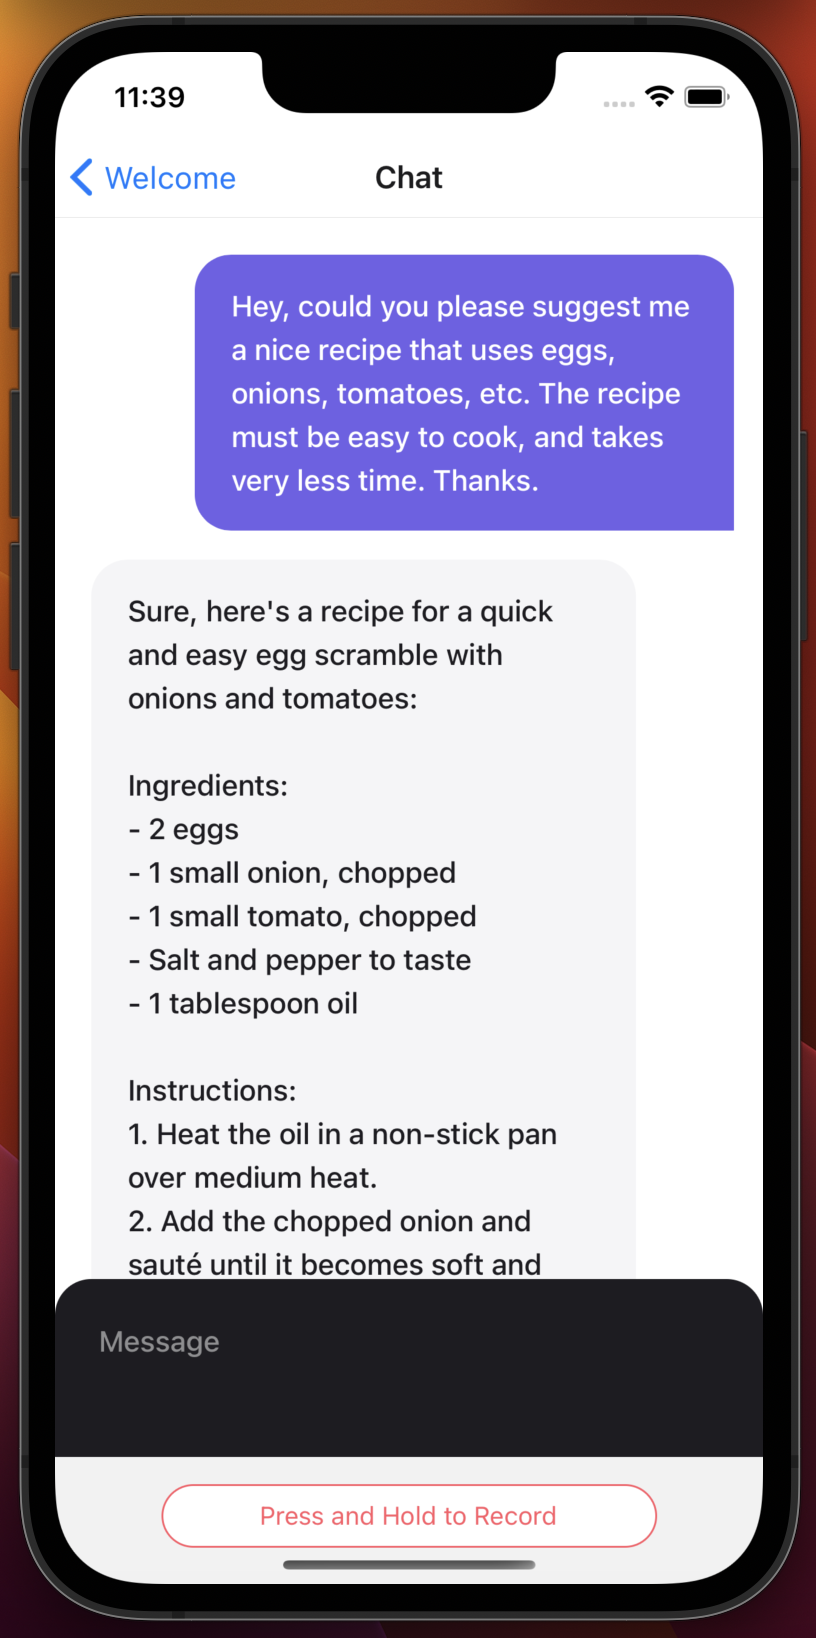 11:39
Welcome
Chat
Hey, could you please suggest me
a nice recipe that uses eggs,
onions, tomatoes, etc. The recipe
must be easy to cook, and takes
very less time. Thanks.
Sure, here's a recipe for a quick
and easy egg scramble with
onions and tomatoes:
Ingredients:
- 2 eggs
- 1 small onion, chopped
- 1 small tomato, chopped
- Salt and pepper to taste
- 1 tablespoon oil
Instructions:
1. Heat the oil in a non-stick pan
over medium heat.
2. Add the chopped onion and
sauté until it becomes soft and
Message
Press and Hold to Record